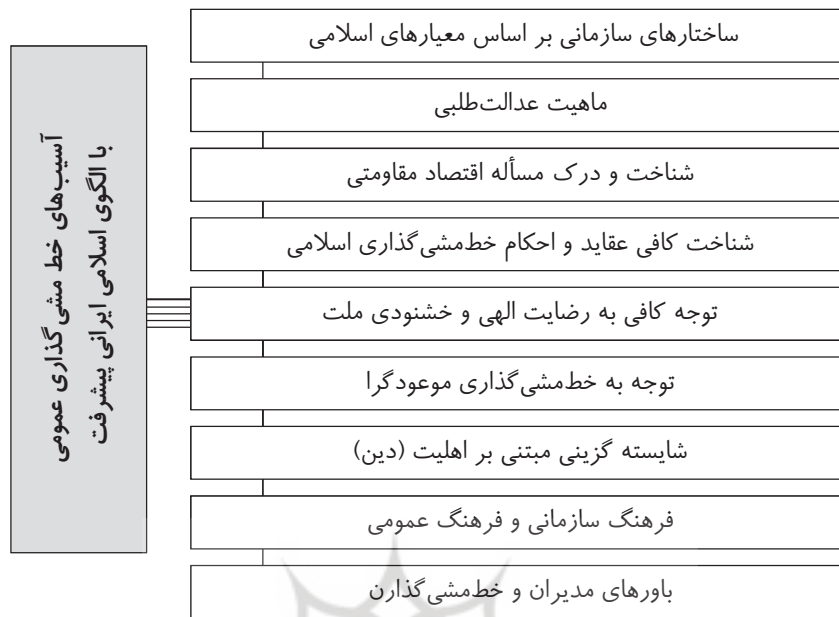 آسیب‌های خط مشی‌گذاری عمومی
با الگوی اسلامی ایرانی پیشرفت
ساختارهای سازمانی بر اساس معیارهای اسلامی
ماهیت عدالت‌طلبی
شناخت و درک مسأله اقتصاد مقاومتی
شناخت کافی عقاید و احکام خط‌مشی‌گذاری اسلامی
توجه کافی به رضایت الهی و خشنودی ملت
توجه به خط‌مشی‌گذاری موعودگرا
شایسته گزینی مبتنی بر اهلیت (دین)
فرهنگ سازمانی و فرهنگ عمومی
باورهای مدیران و خط‌مشی‌گذارن